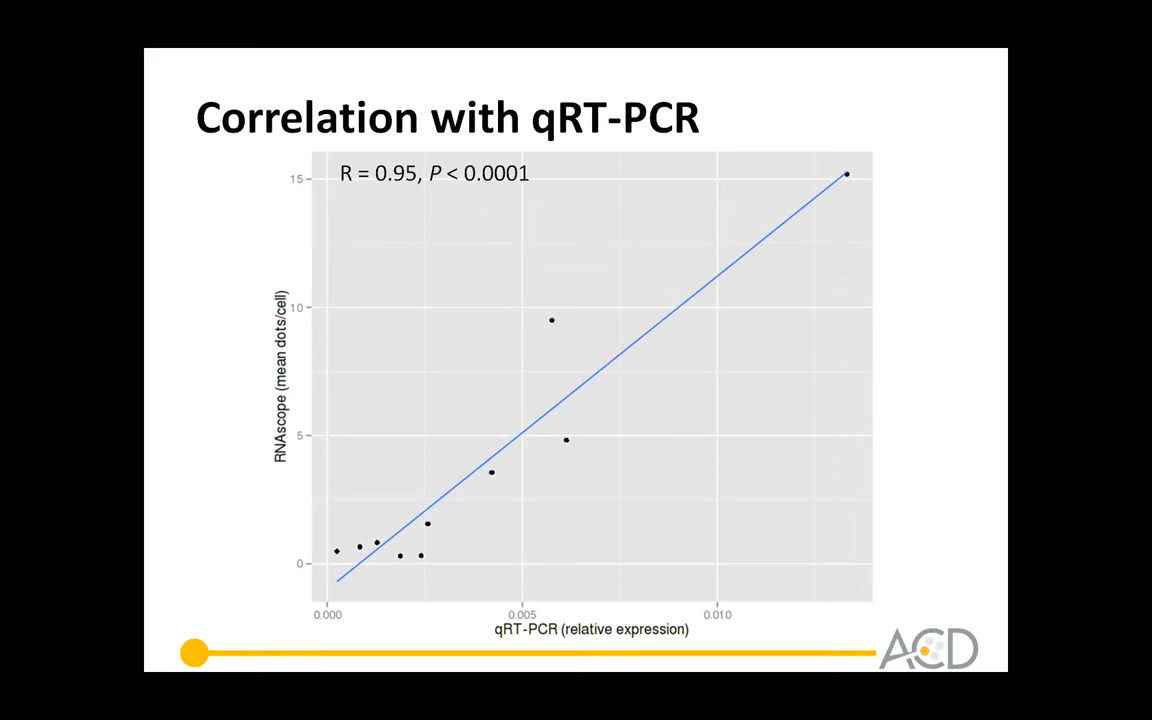 Correlation with qRT-PCR
R = 0.95, P < 0.0001
15
10
5
0
RNAscope (mean dots/cell)
0.000
0.005
0.010
qRT-PCR (relative expression)
ACD